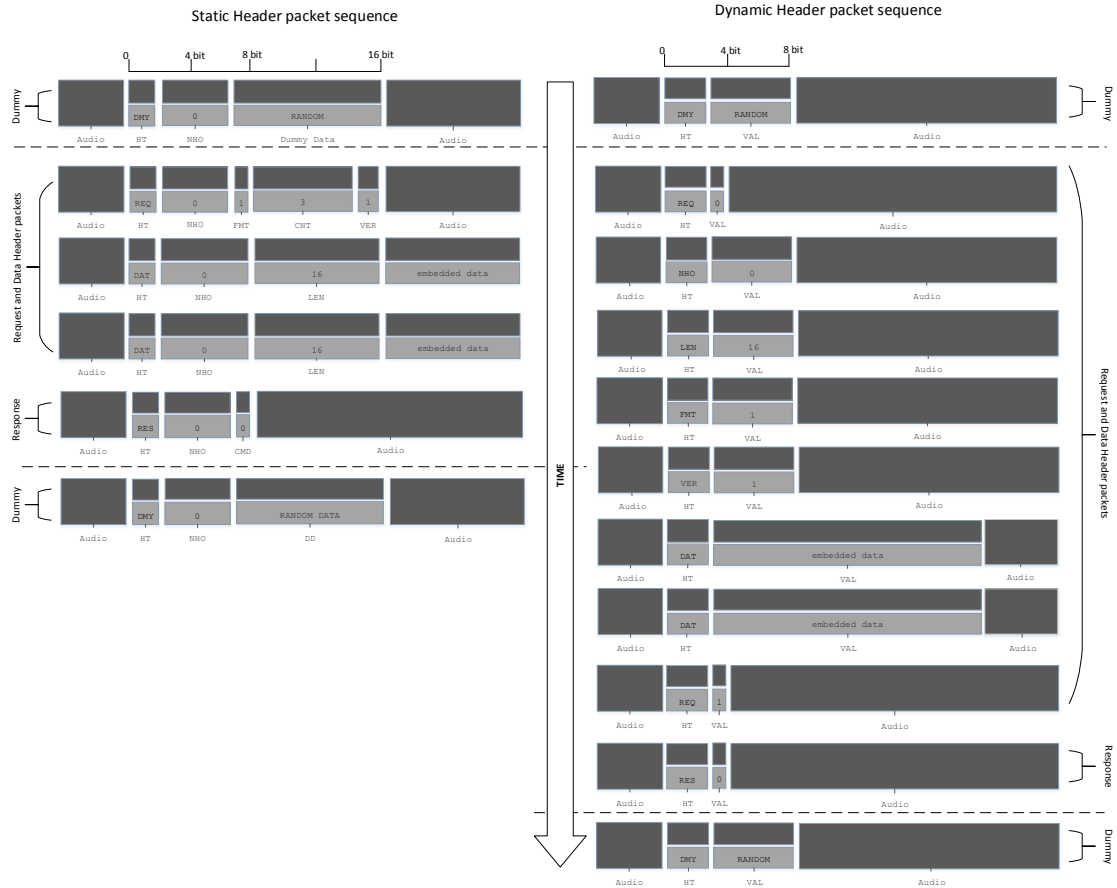 Static Header packet sequence
0 4 bit 8 bit 16 bit
Dummy
DMY 0 RANDOM
Audio HT NHO Dummy Data Audio
Request and Data Header packets
REQ 0 1 3 1
Audio HT NHO FMT CNT VER Audio
DAT 0 16 embedded data
Audio HT NHO LEN
DAT 0 16 embedded data
Audio HT NHO LEN
Response
RES 0 0
Audio HT NHO CMD Audio
Dummy
DMY 0 RANDOM DATA
Audio HT NHO DD Audio
TIME
Dynamic Header packet sequence
0 4 bit 8 bit
DMY RANDOM
Audio HT VAL Audio
Dummy
REQ 0
Audio HT VAL Audio
NHO 0
Audio HT VAL Audio
LEN 16
Audio HT VAL Audio
FMT 1
Audio HT VAL Audio
VER 1
Audio HT VAL Audio
DAT embedded data
Audio HT VAL Audio
DAT embedded data
Audio HT VAL Audio
REQ 1
Audio HT VAL Audio
Request and Data Header packets
RES 0
Audio HT VAL Audio
Response
DMY RANDOM
Audio HT VAL Audio
Dummy